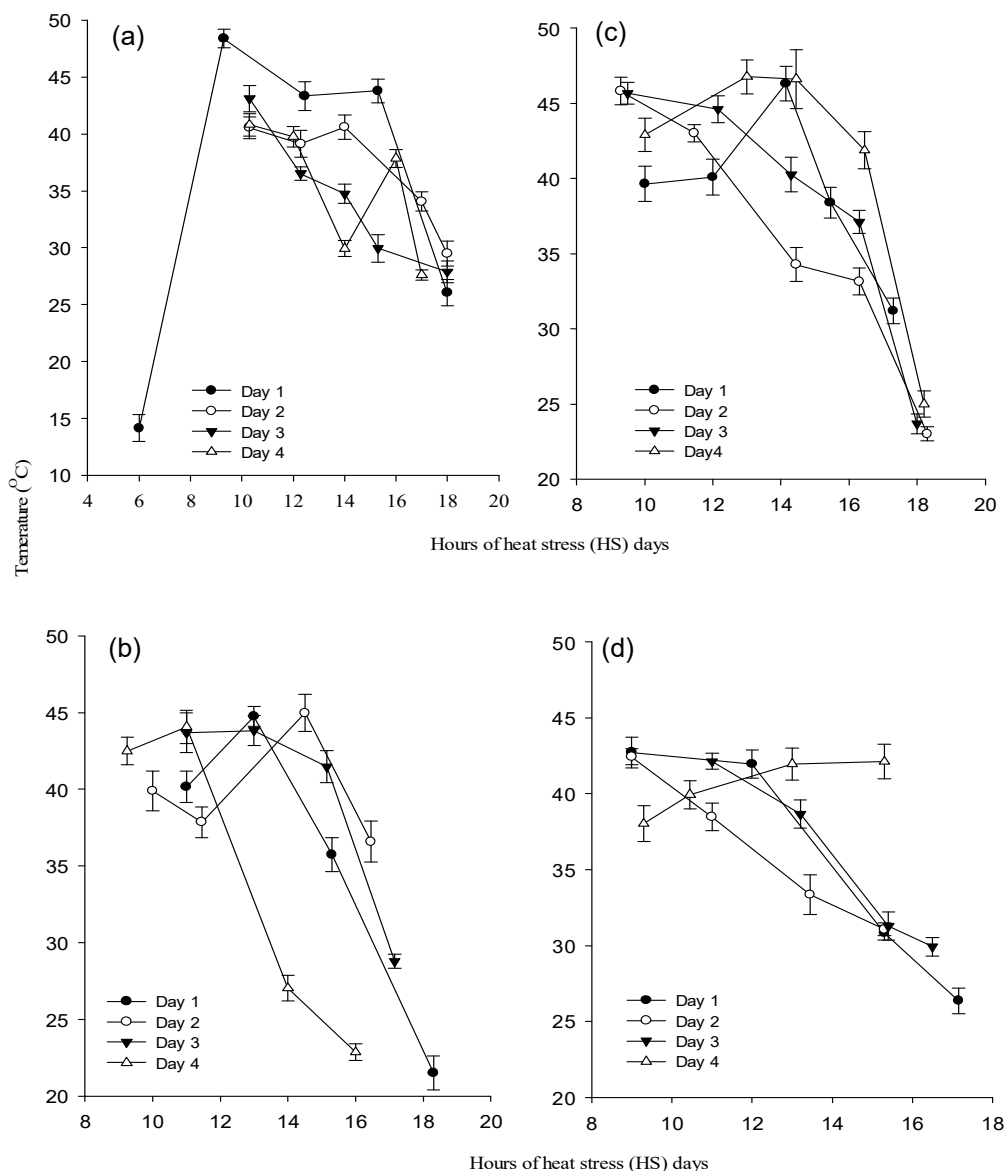 (a)
50
45
40
35
30
25
20
15
10
4 6 8 10 12 14 16 18 20
Day 1
Day 2
Day 3
Day 4
(c)
50
45
40
35
30
25
20
8 10 12 14 16 18 20
Day 1
Day 2
Day 3
Day4
Temerature (°C)
Hours of heat stress (HS) days
(b)
50
45
40
35
30
25
20
8 10 12 14 16 18 20
Day 1
Day 2
Day 3
Day 4
(d)
50
45
40
35
30
25
20
8 10 12 14 16 18
Day 1
Day 2
Day 3
Day 4
Hours of heat stress (HS) days